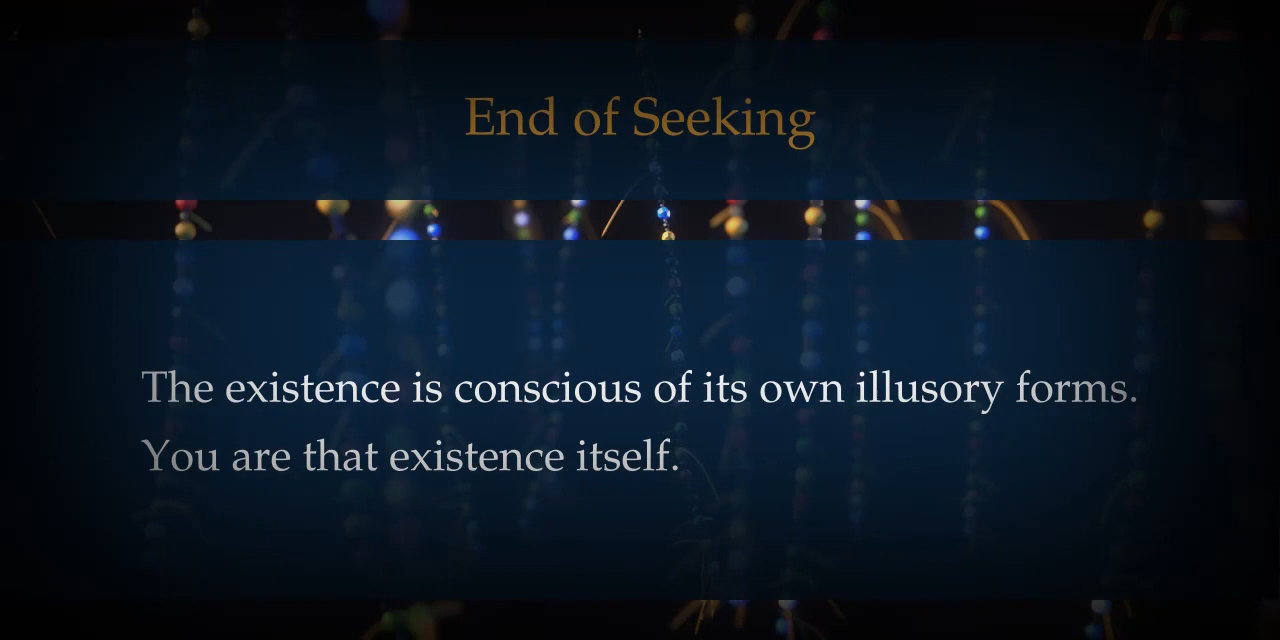 End of Seeking
The existence is conscious of its own illusory forms.
You are that existence itself.